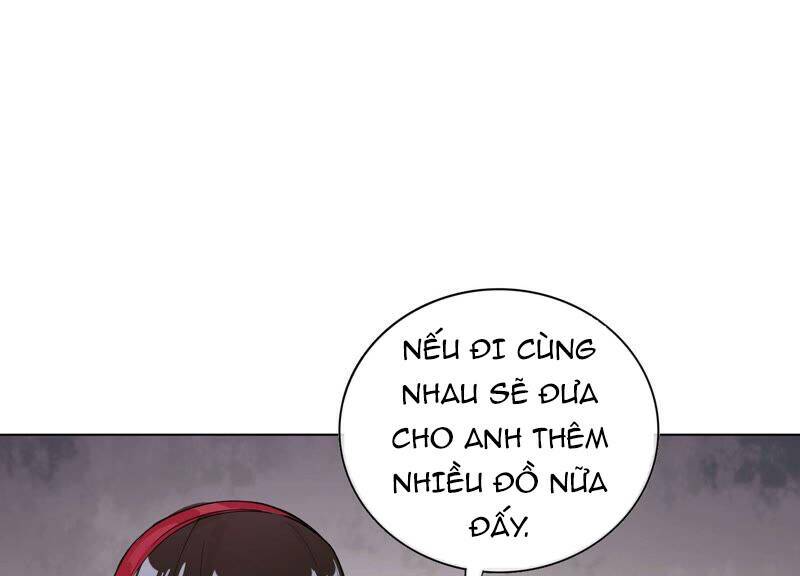 NẾU ĐI CÙNG
NHAU SẼ ĐƯA
CHO ANH THÊM
NHIỀU ĐỒ NỮA
ĐẤY.